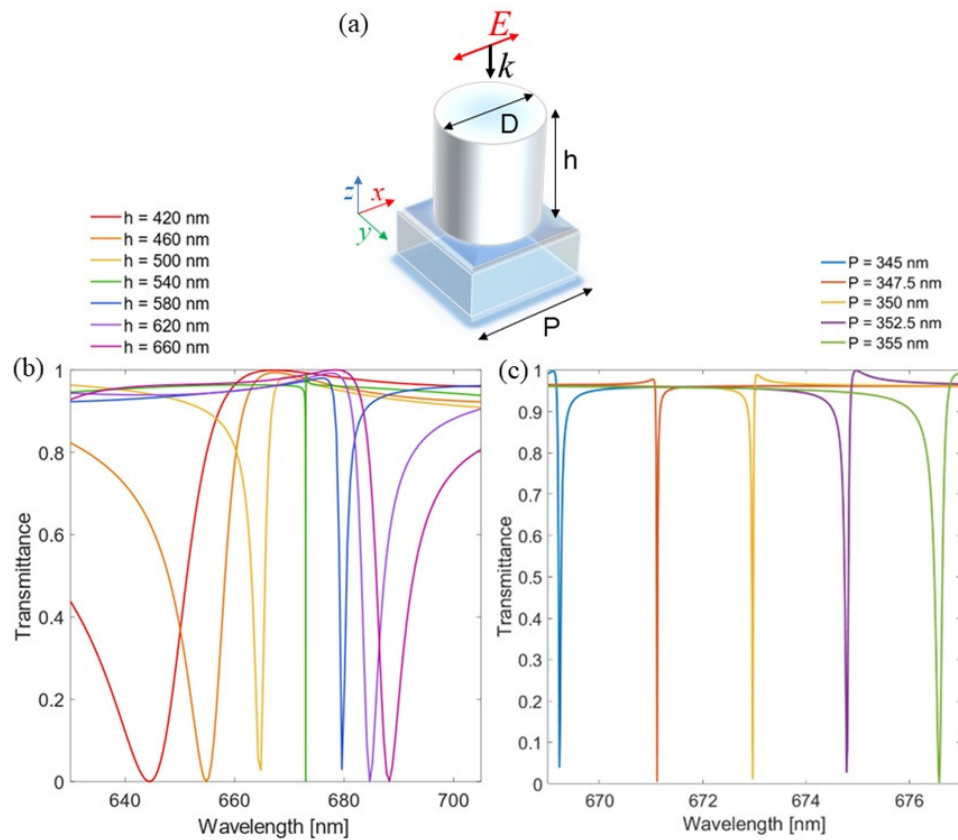 (a)
E
k
D
h
z
x
y
P
h = 420 nm
h = 460 nm
h = 500 nm
h = 540 nm
h = 580 nm
h = 620 nm
h = 660 nm
P = 345 nm
P = 347.5 nm
P = 350 nm
P = 352.5 nm
P = 355 nm
(b)
1
0.8
0.6
0.4
0.2
0
Transmittance
640
660
680
700
Wavelength [nm]
(c)
1
0.9
0.8
0.7
0.6
0.5
0.4
0.3
0.2
0.1
0
Transmittance
670
672
674
676
Wavelength [nm]